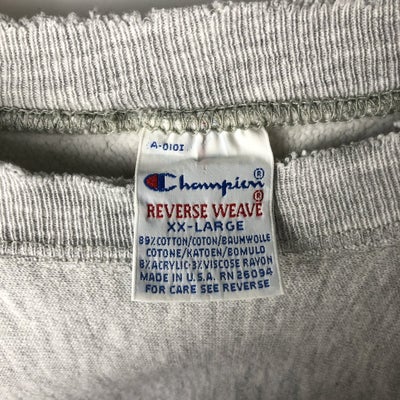 A-0101
Champion®
REVERSE WEAVE®
XX-LARGE
89% COTTON/COTON/BAUMWOLLE
COTONE/KATOEN/BOMULD
8% ACRYLIC·3% VISCOSE RAYON
MADE IN U.S.A. RN 26094
FOR CARE SEE REVERSE